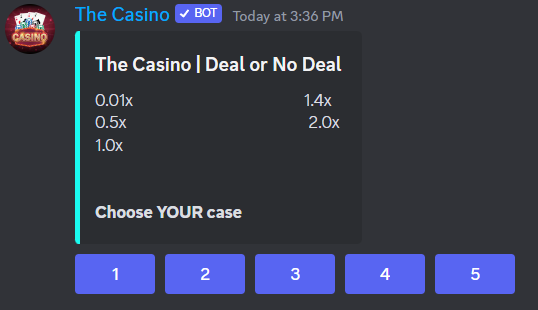 CASINO
The Casino BOT Today at 3:36 PM
The Casino | Deal or No Deal
0.01x 1.4x
0.5x 2.0x
1.0x
Choose YOUR case
1 2 3 4 5